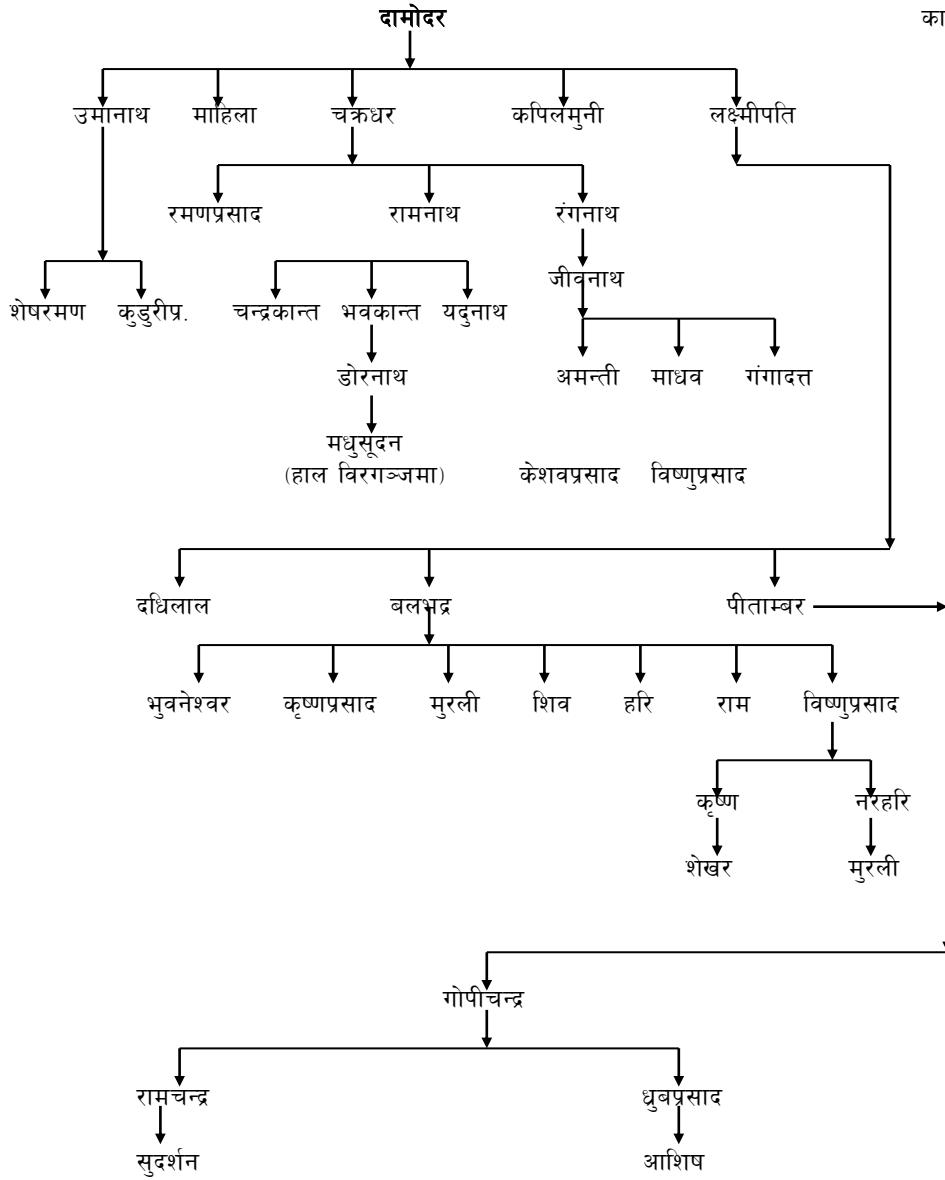 दामोदर का
उमानाथ माहिला चक्रधर कपिलमुनी लक्ष्मीपति
रमणप्रसाद रामनाथ रंगनाथ
जीवनाथ
शेषरमण कुडुरीप्र. चन्द्रकान्त भवकान्त यदुनाथ
डोरनाथ अमन्ती माधव गंगादत्त
मधुसूदन
(हाल विरगञ्जमा) केशवप्रसाद विष्णुप्रसाद
दधिलाल बलभद्र पीताम्बर
भुवनेश्वर कृष्णप्रसाद मुरली शिव हरि राम विष्णुप्रसाद
कृष्ण नरहरि
शेखर मुरली
गोपीचन्द्र
रामचन्द्र ध्रुबप्रसाद
सुदर्शन आशिष